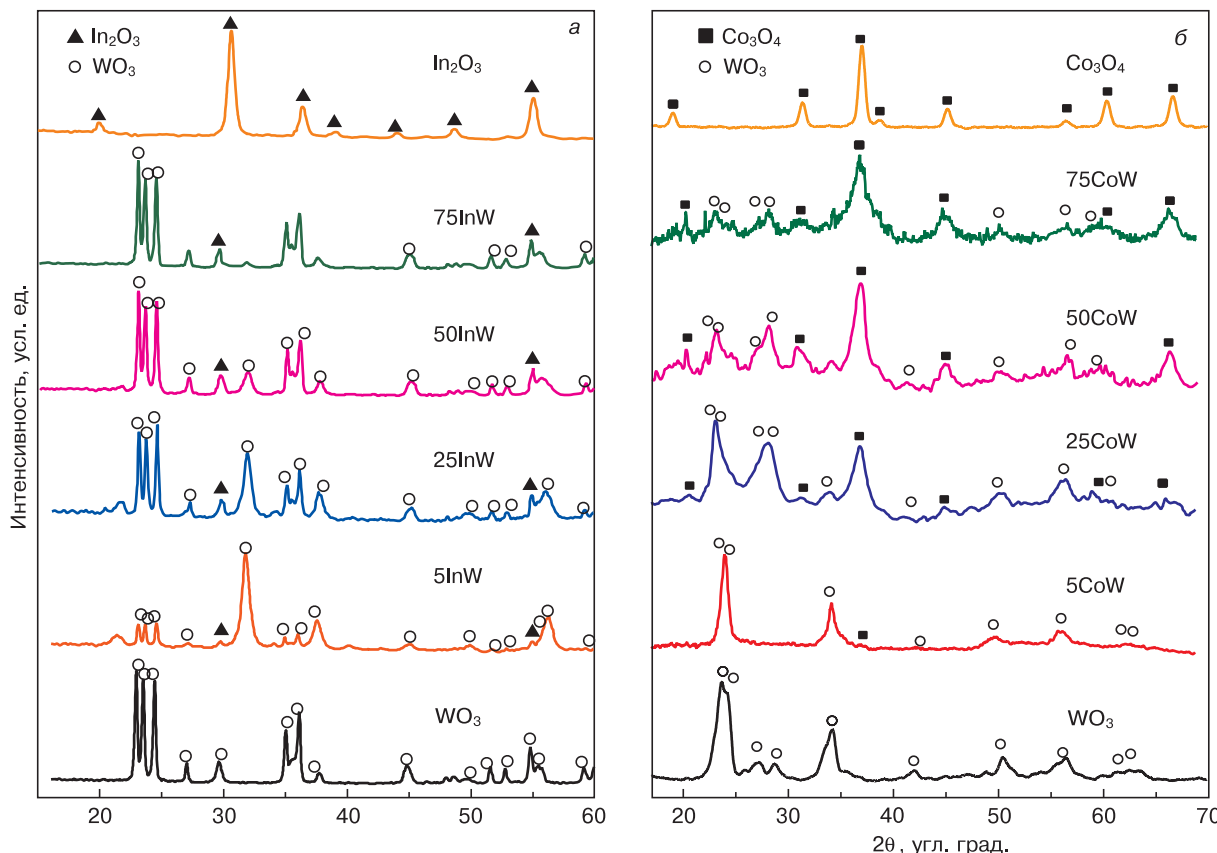 Интенсивность, усл. ед.
а
▲ In₂O₃
○ WO₃
In₂O₃
75InW
50InW
25InW
5InW
WO₃
20 30 40 50 60
б
■ Co₃O₄
○ WO₃
Co₃O₄
75CoW
50CoW
25CoW
5CoW
WO₃
20 30 40 50 60 70
2θ, угл. град.